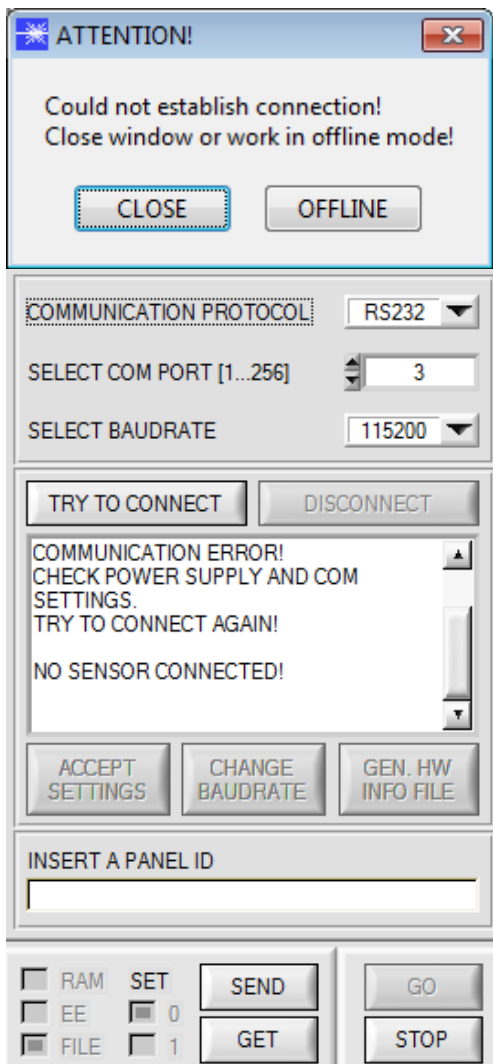 ATTENTION!
Could not establish connection!
Close window or work in offline mode!
CLOSE OFFLINE
COMMUNICATION PROTOCOL RS232
SELECT COM PORT [1...256] 3
SELECT BAUDRATE 115200
TRY TO CONNECT DISCONNECT
COMMUNICATION ERROR!
CHECK POWER SUPPLY AND COM
SETTINGS.
TRY TO CONNECT AGAIN!
NO SENSOR CONNECTED!
ACCEPT SETTINGS CHANGE BAUDRATE GEN. HW INFO FILE
INSERT A PANEL ID
RAM SET SEND GO
EE 0
FILE 1 GET STOP